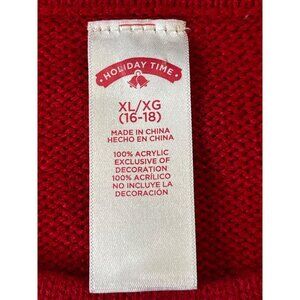 • HOLIDAY TIME •
XL/XG
(16-18)
MADE IN CHINA
HECHO EN CHINA
100% ACRYLIC
EXCLUSIVE OF
DECORATION
100% ACRÍLICO
NO INCLUYE LA
DECORACIÓN